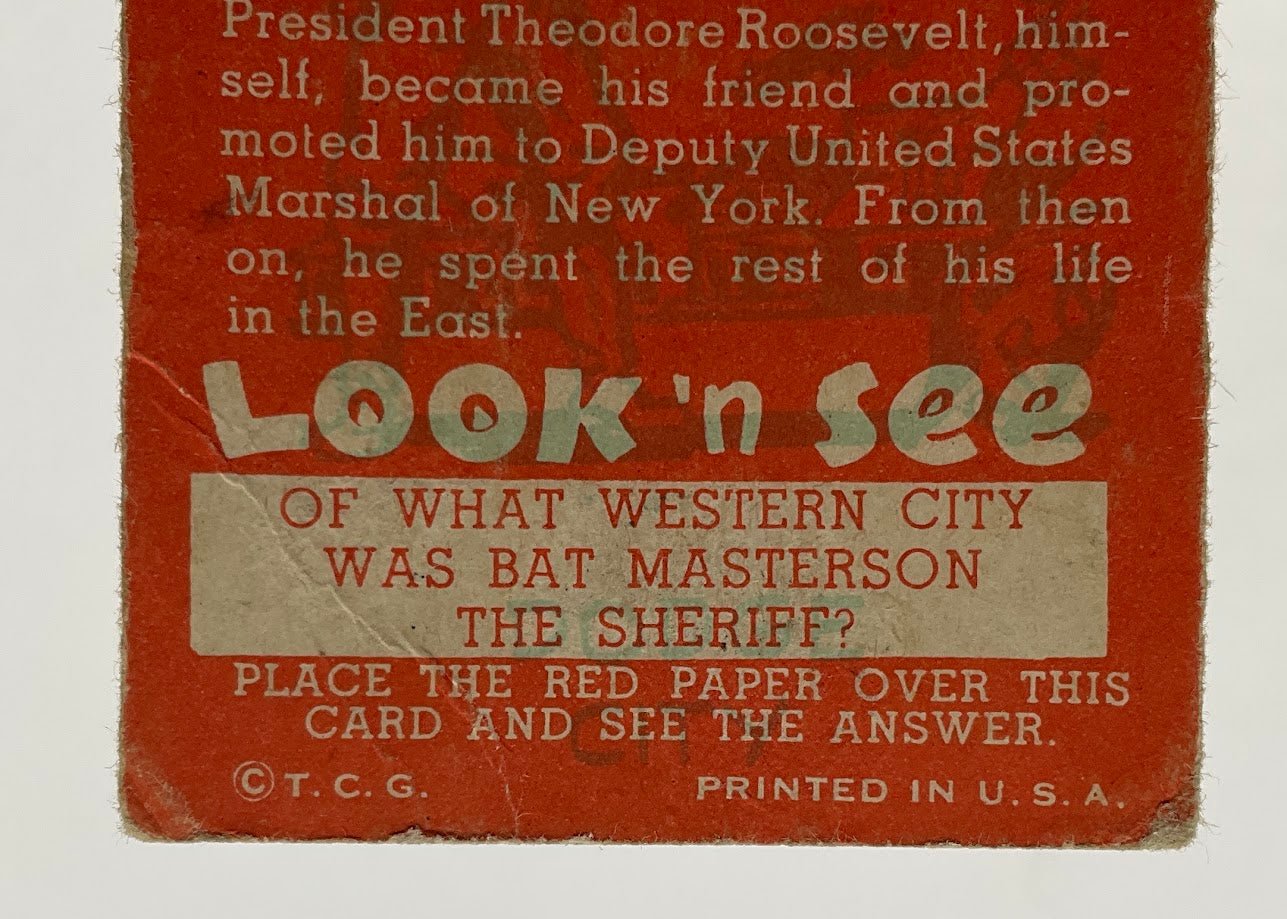 President Theodore Roosevelt, him-
self, became his friend and pro-
moted him to Deputy United States
Marshal of New York. From then
on, he spent the rest of his life
in the East.
LOOK 'n See
OF WHAT WESTERN CITY
WAS BAT MASTERSON
THE SHERIFF?
DODGE
PLACE THE RED PAPER OVER THIS
CARD AND SEE THE ANSWER.
CITY
© T. C. G.
PRINTED IN U. S. A.